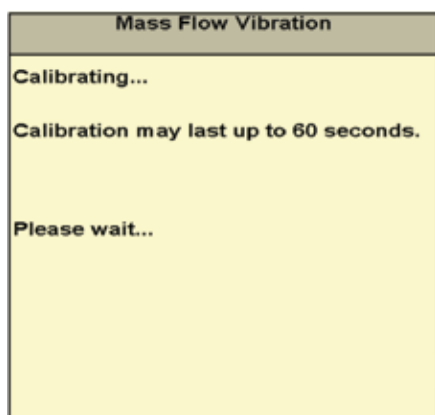 Mass Flow Vibration
Calibrating...
Calibration may last up to 60 seconds.
Please wait...